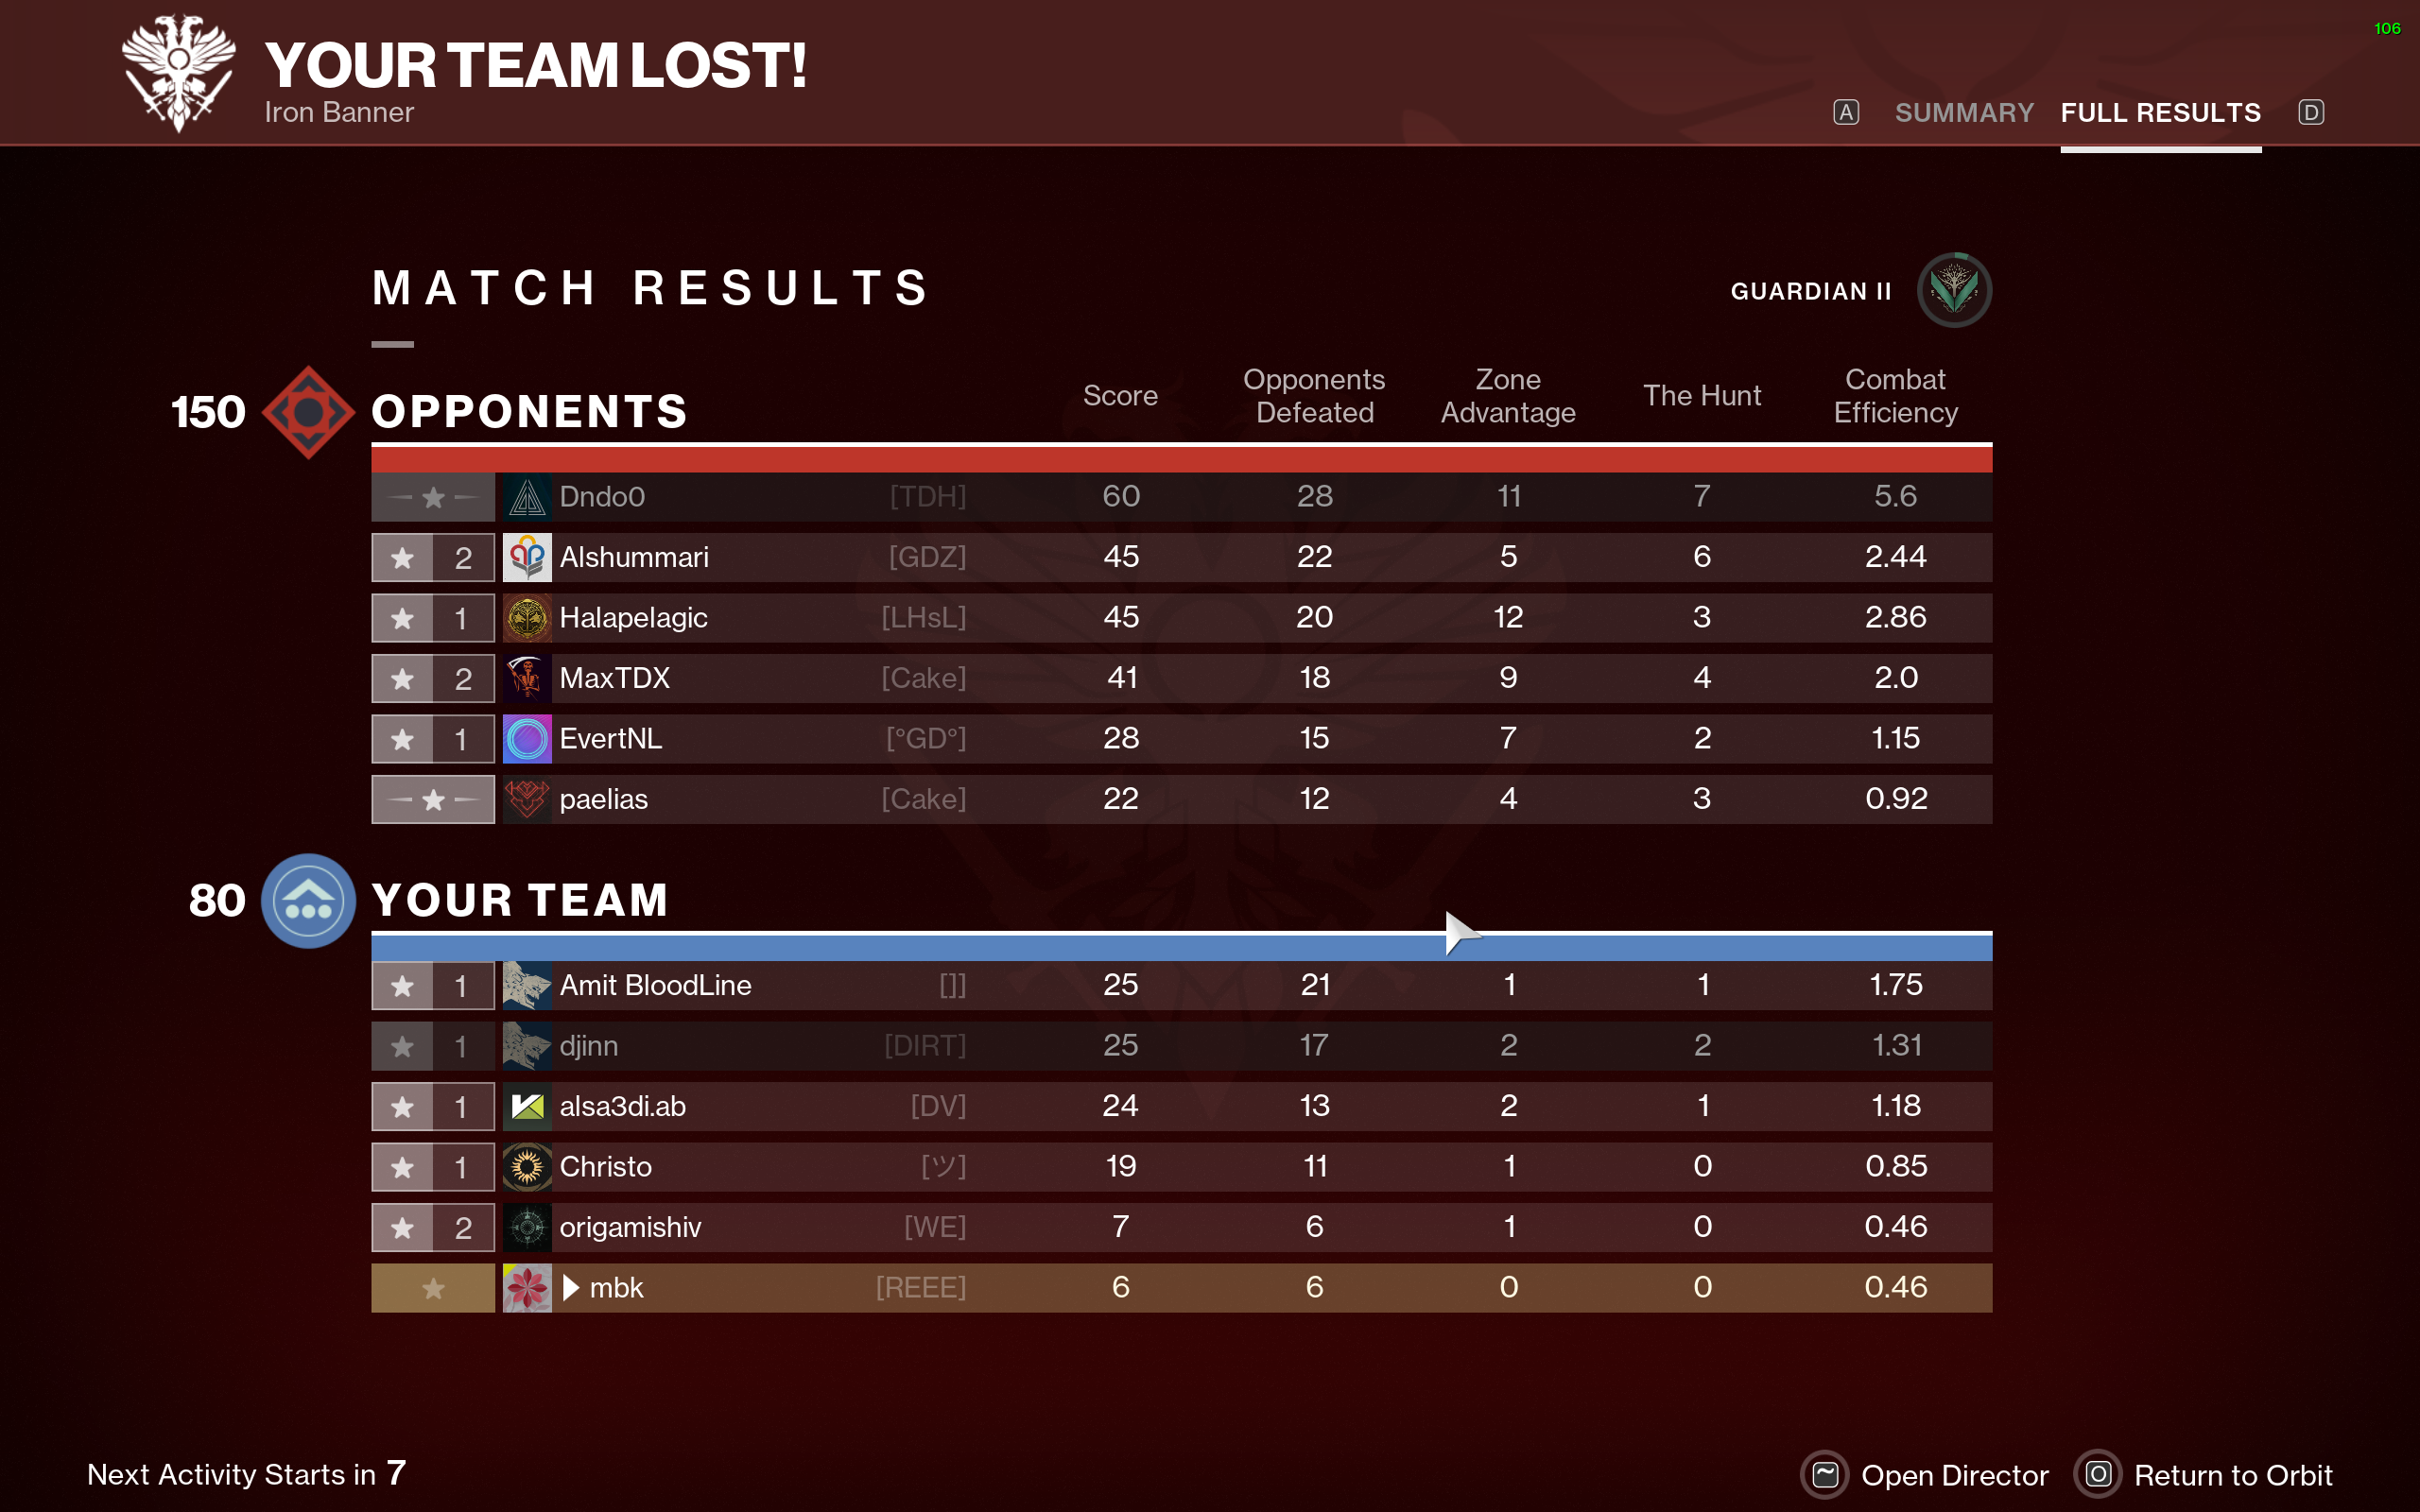 106
YOUR TEAM LOST!
Iron Banner
A SUMMARY FULL RESULTS D
MATCH RESULTS
GUARDIAN II
150 OPPONENTS Score Opponents Defeated Zone Advantage The Hunt Combat Efficiency
Dndo0 [TDH] 60 28 11 7 5.6
2 Alshummari [GDZ] 45 22 5 6 2.44
1 Halapelagic [LHsL] 45 20 12 3 2.86
2 MaxTDX [Cake] 41 18 9 4 2.0
1 EvertNL [°GD°] 28 15 7 2 1.15
paelias [Cake] 22 12 4 3 0.92
80 YOUR TEAM
1 Amit BloodLine []] 25 21 1 1 1.75
1 djinn [DIRT] 25 17 2 2 1.31
1 alsa3di.ab [DV] 24 13 2 1 1.18
1 Christo [ツ] 19 11 1 0 0.85
2 origamishiv [WE] 7 6 1 0 0.46
mbk [REEE] 6 6 0 0 0.46
Next Activity Starts in 7
~ Open Director O Return to Orbit